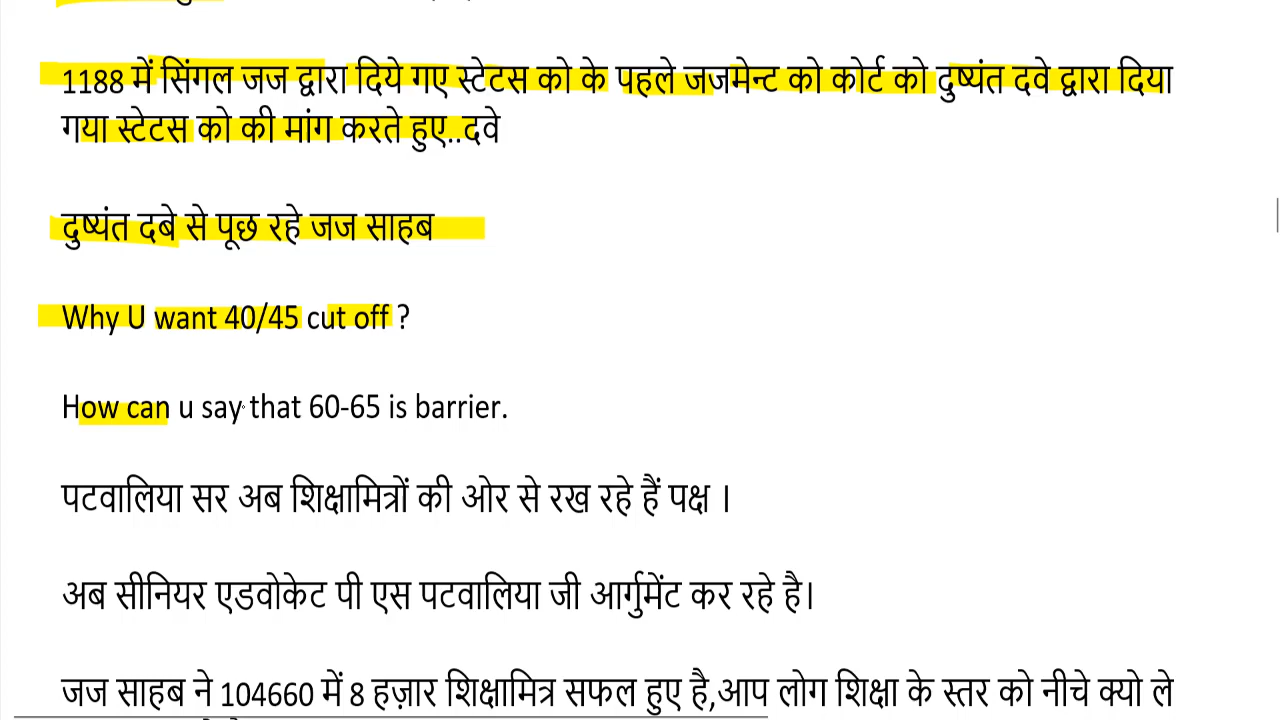 1188 में सिंगल जज द्वारा दिये गए स्टेटस को के पहले जजमेन्ट को कोर्ट को दुष्यंत दवे द्वारा दिया
गया स्टेटस को की मांग करते हुए..दवे
दुष्यंत दबे से पूछ रहे जज साहब
Why U want 40/45 cut off ?
How can u say that 60-65 is barrier.
पटवालिया सर अब शिक्षामित्रों की ओर से रख रहे हैं पक्ष ।
अब सीनियर एडवोकेट पी एस पटवालिया जी आर्गुमेंट कर रहे है।
जज साहब ने 104660 में 8 हज़ार शिक्षामित्र सफल हुए है,आप लोग शिक्षा के स्तर को नीचे क्यो ले